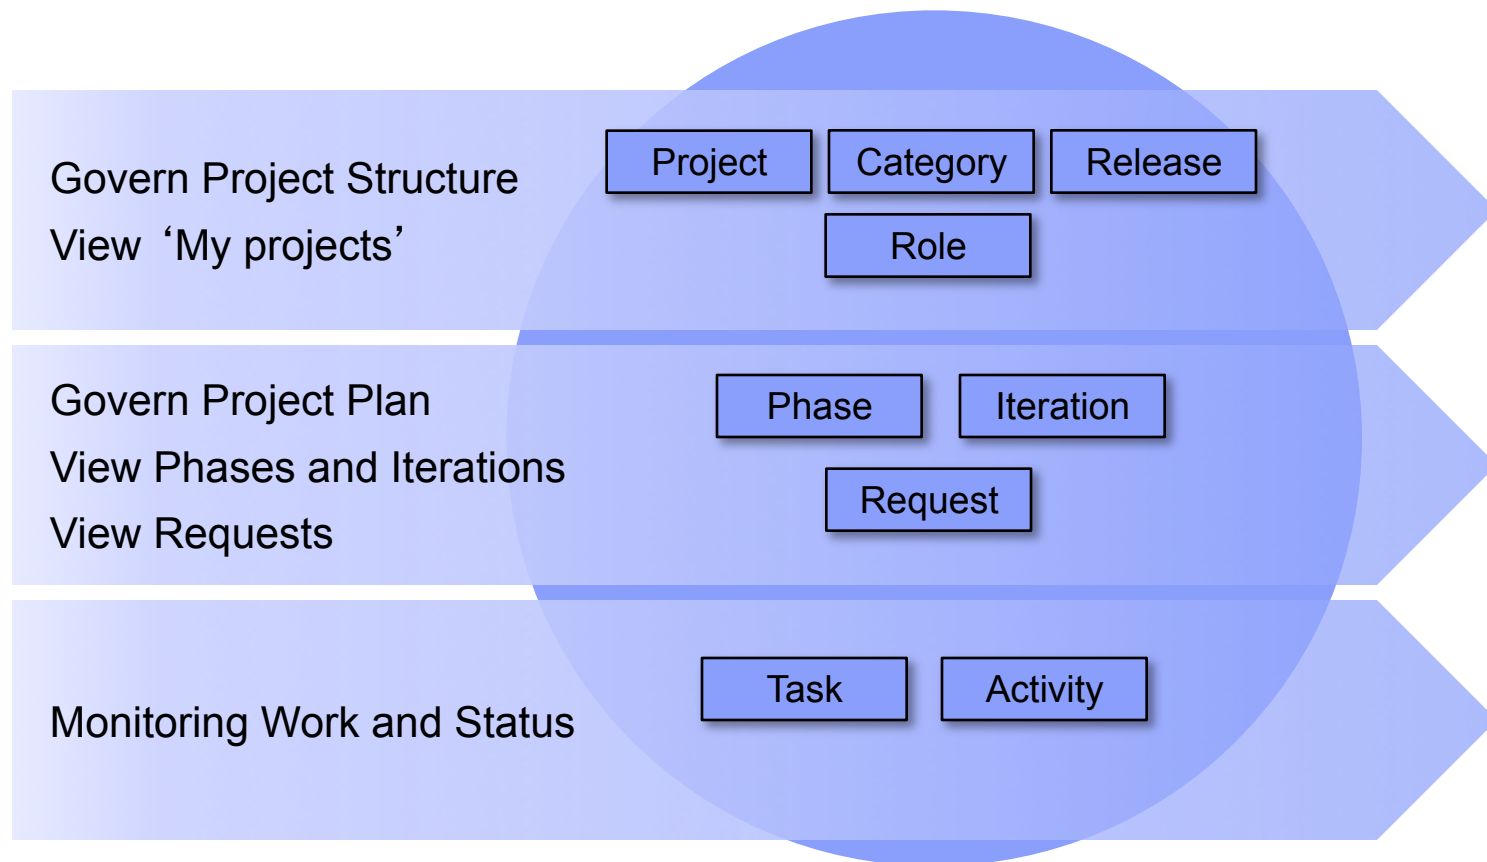 Govern Project Structure
View ‘My projects’
Project Category Release
Role
Govern Project Plan
View Phases and Iterations
View Requests
Phase Iteration
Request
Monitoring Work and Status
Task Activity